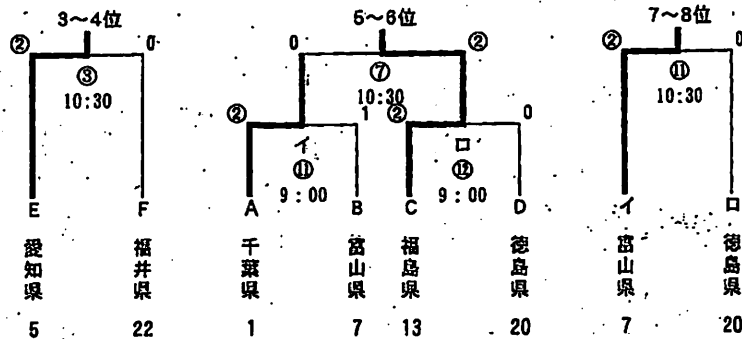 3～4位 5～6位 7～8位
② 0 0 ② ② 0
③ ⑦ ⑪
10:30 10:30 10:30
② 1 ② 0
イ ロ
⑪ ⑫
9:00 9:00
E F A B C D イ ロ
愛知県 福井県 千葉県 富山県 福島県 徳島県 富山県 徳島県
5 22 1 7 13 20 7 20